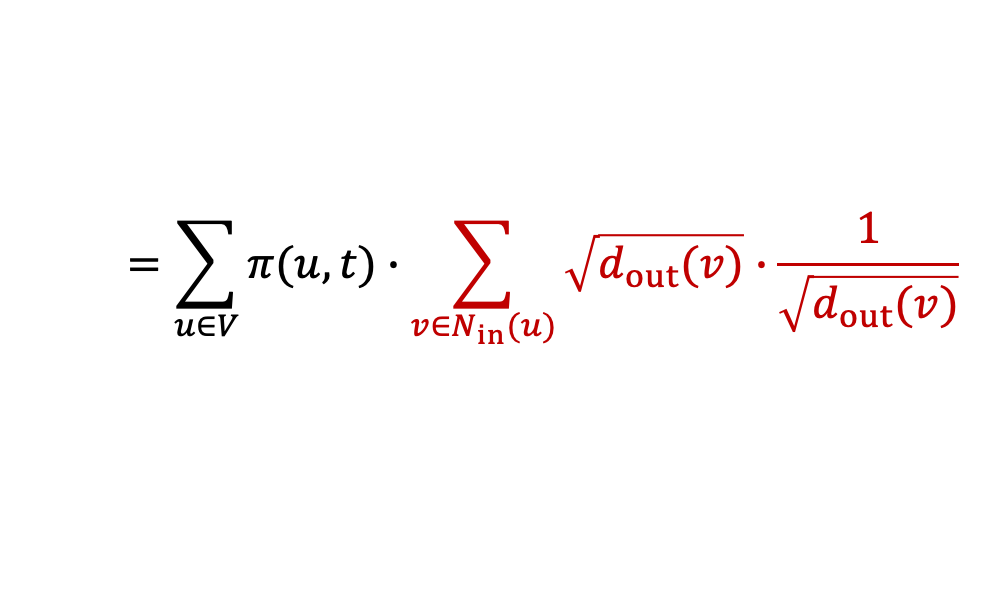 = ∑_{u∈V} π(u, t) · ∑_{v∈N_in(u)} √d_out(v) · 1/√d_out(v)